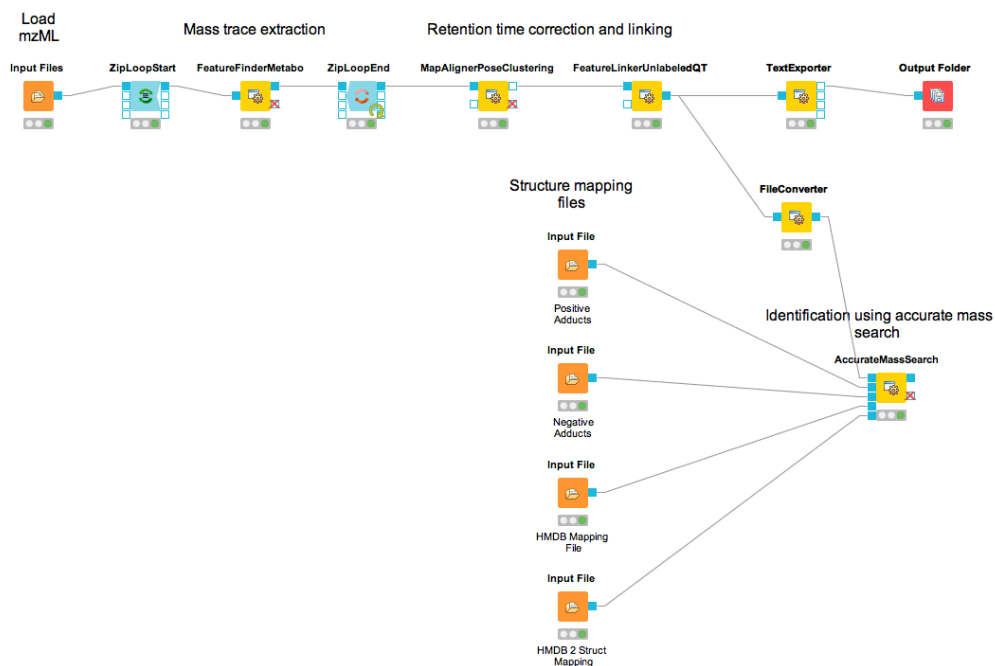 Load
mzML
Mass trace extraction
Retention time correction and linking
Input Files
ZipLoopStart
FeatureFinderMetabo
ZipLoopEnd
MapAlignerPoseClustering
FeatureLinkerUnlabeledQT
TextExporter
Output Folder
Structure mapping
files
FileConverter
Input File
Positive
Adducts
Identification using accurate mass
search
Input File
AccurateMassSearch
Negative
Adducts
Input File
HMDB Mapping
File
Input File
HMDB 2 Struct
Mapping